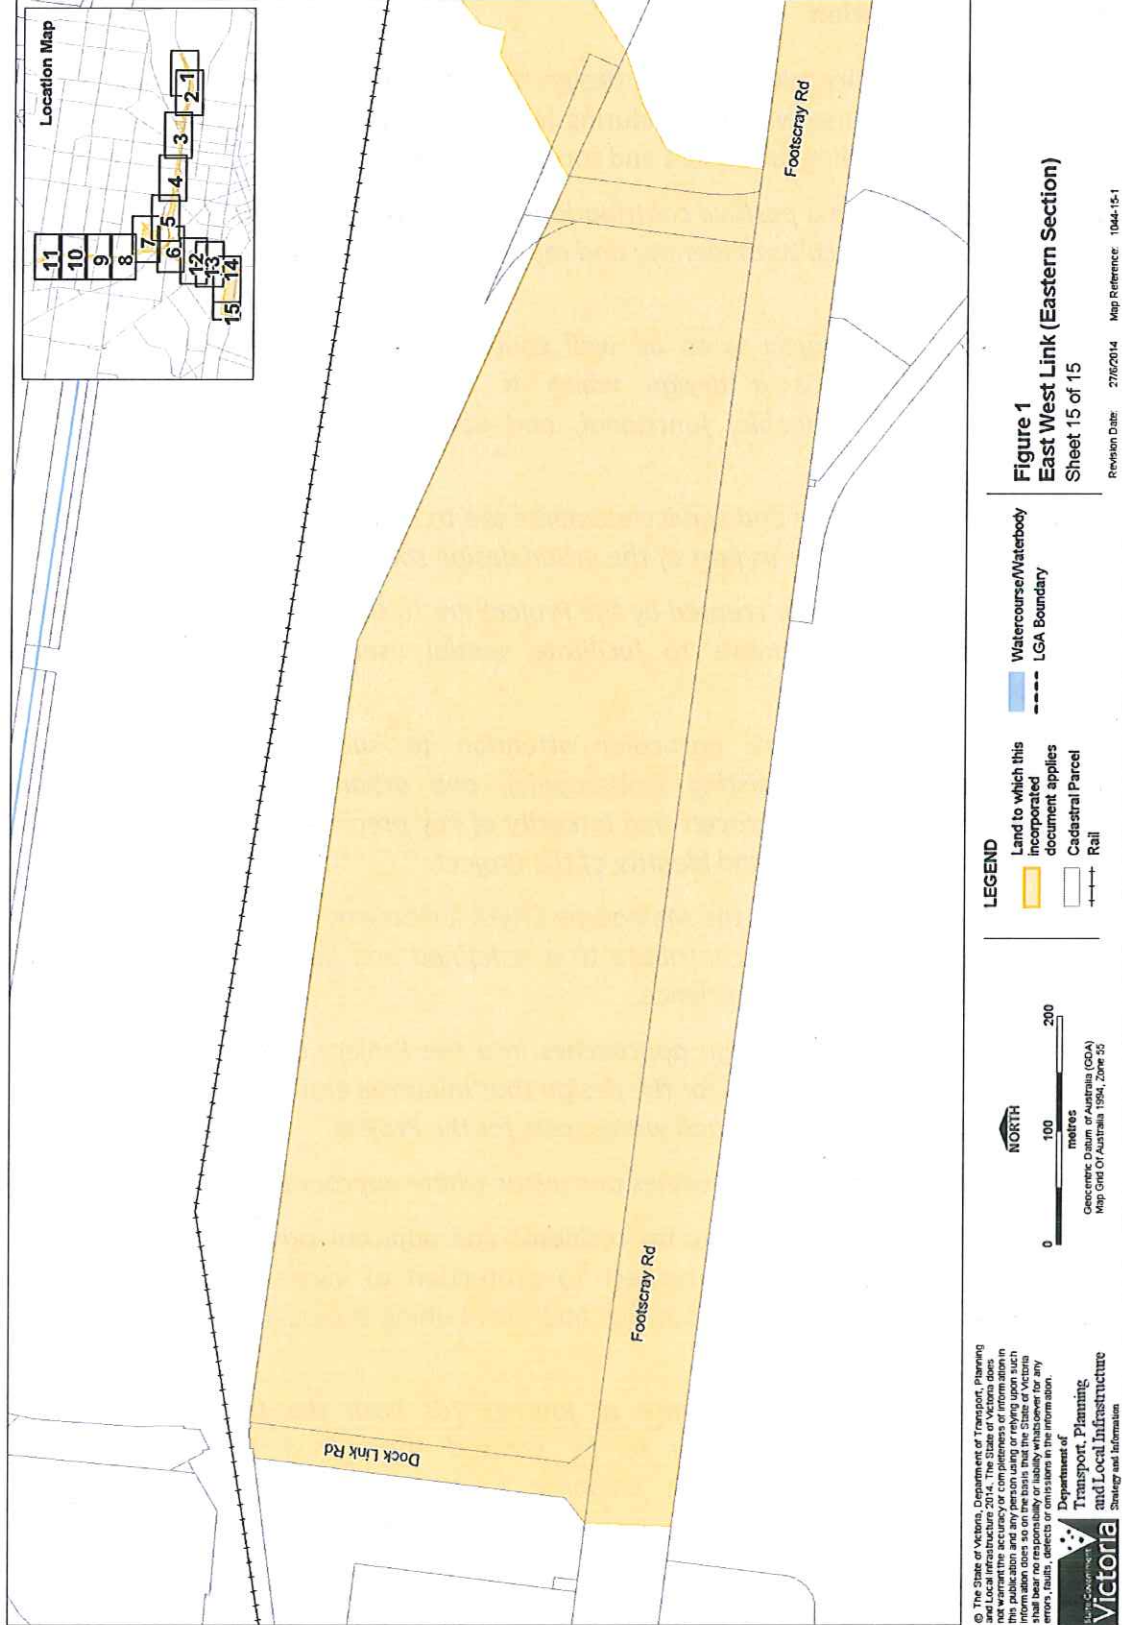 Location Map
11
10
9
8
7
6
5
4
3
2
1
12
13
14
15
Footscray Rd
Footscray Rd
Dock Link Rd
© The State of Victoria, Department of Transport, Planning
and Local Infrastructure 2014. The State of Victoria does
not warrant the accuracy or completeness of information in
this publication and any person using or relying upon such
information does so on the basis that the State of Victoria
shall bear no responsibility or liability whatsoever for any
errors, faults, defects or omissions in the information.
State Government
Victoria
Department of
Transport, Planning
and Local Infrastructure
Strategy and Information
NORTH
0 100 200
metres
Geocentric Datum of Australia (GDA)
Map Grid Of Australia 1994, Zone 55
LEGEND
Land to which this
incorporated
document applies
Cadastral Parcel
Rail
Watercourse/Waterbody
LGA Boundary
Figure 1
East West Link (Eastern Section)
Sheet 15 of 15
Revision Date: 27/6/2014 Map Reference: 1044-15-1